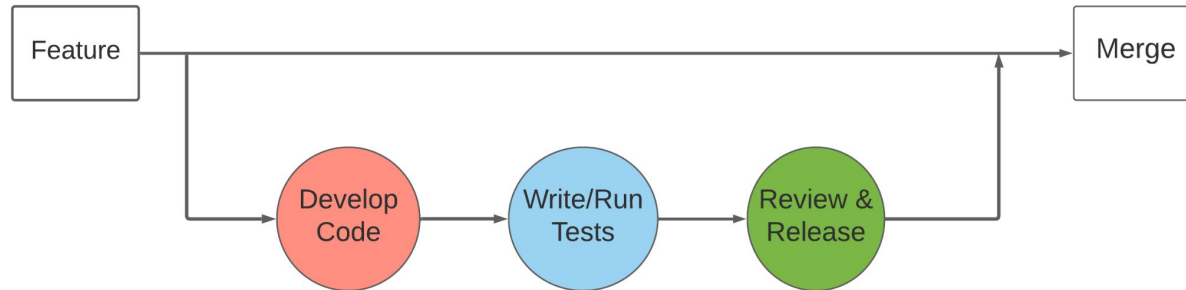 Feature
Merge
Develop
Code
Write/Run
Tests
Review &
Release